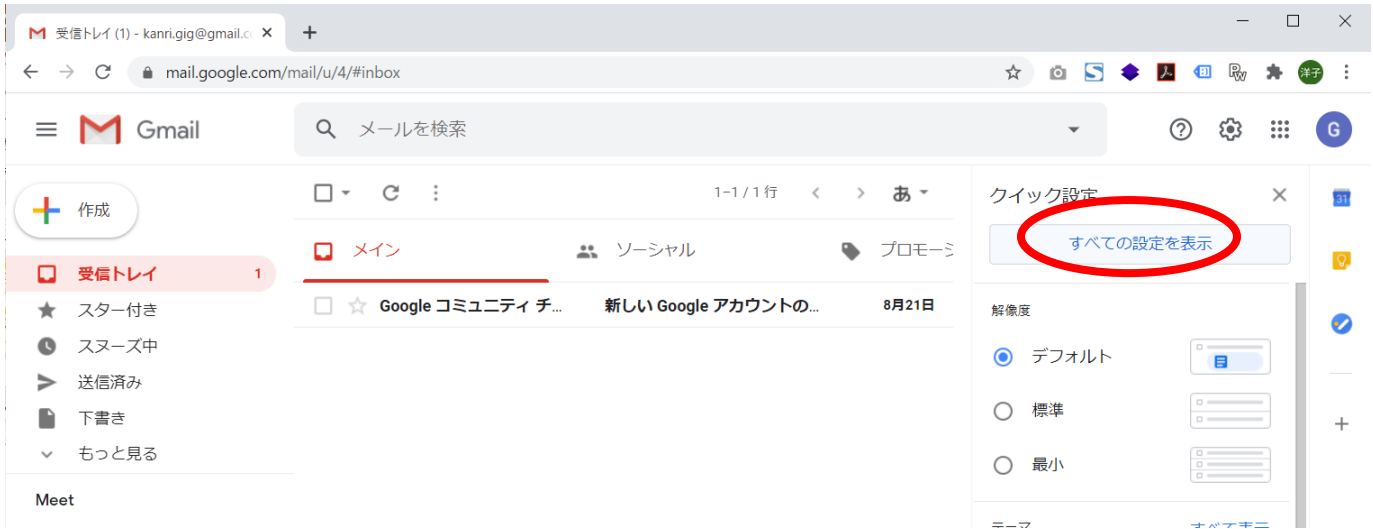 受信トレイ (1) - kanri.gig@gmail.c
mail.google.com/mail/u/4/#inbox
洋子
Gmail
メールを検索
G
作成
1–1 / 1 行
あ
クイック設定
31
すべての設定を表示
メイン
ソーシャル
プロモーシ
受信トレイ 1
Google コミュニティ チ... 新しい Google アカウントの... 8月21日
スター付き
スヌーズ中
送信済み
下書き
もっと見る
Meet
解像度
デフォルト
標準
最小
テーマ すべて表示